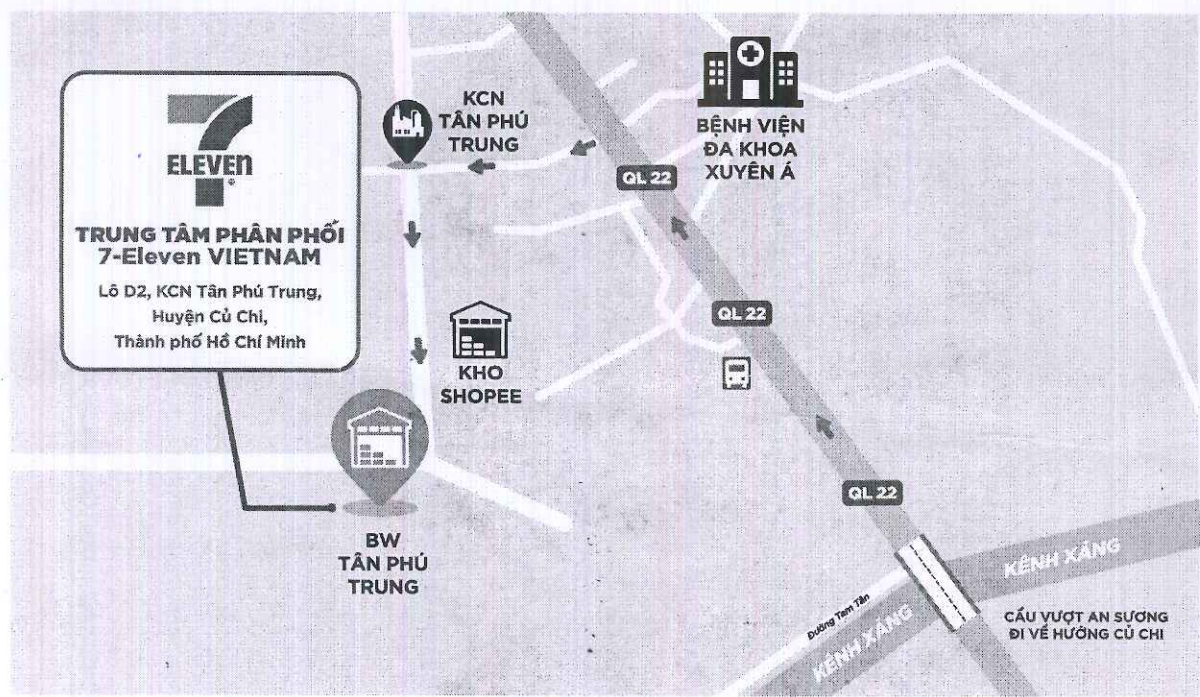 7
ELEVEN
®
TRUNG TÂM PHÂN PHỐI
7-Eleven VIETNAM
Lô D2, KCN Tân Phú Trung,
Huyện Củ Chi,
Thành phố Hồ Chí Minh
KCN
TÂN PHÚ
TRUNG
BỆNH VIỆN
ĐA KHOA
XUYÊN Á
QL 22
QL 22
KHO
SHOPEE
QL 22
BW
TÂN PHÚ
TRUNG
KÊNH XÁNG
Đường Tam Tân
KÊNH XÁNG
CẦU VƯỢT AN SƯƠNG
ĐI VỀ HƯỚNG CỦ CHI